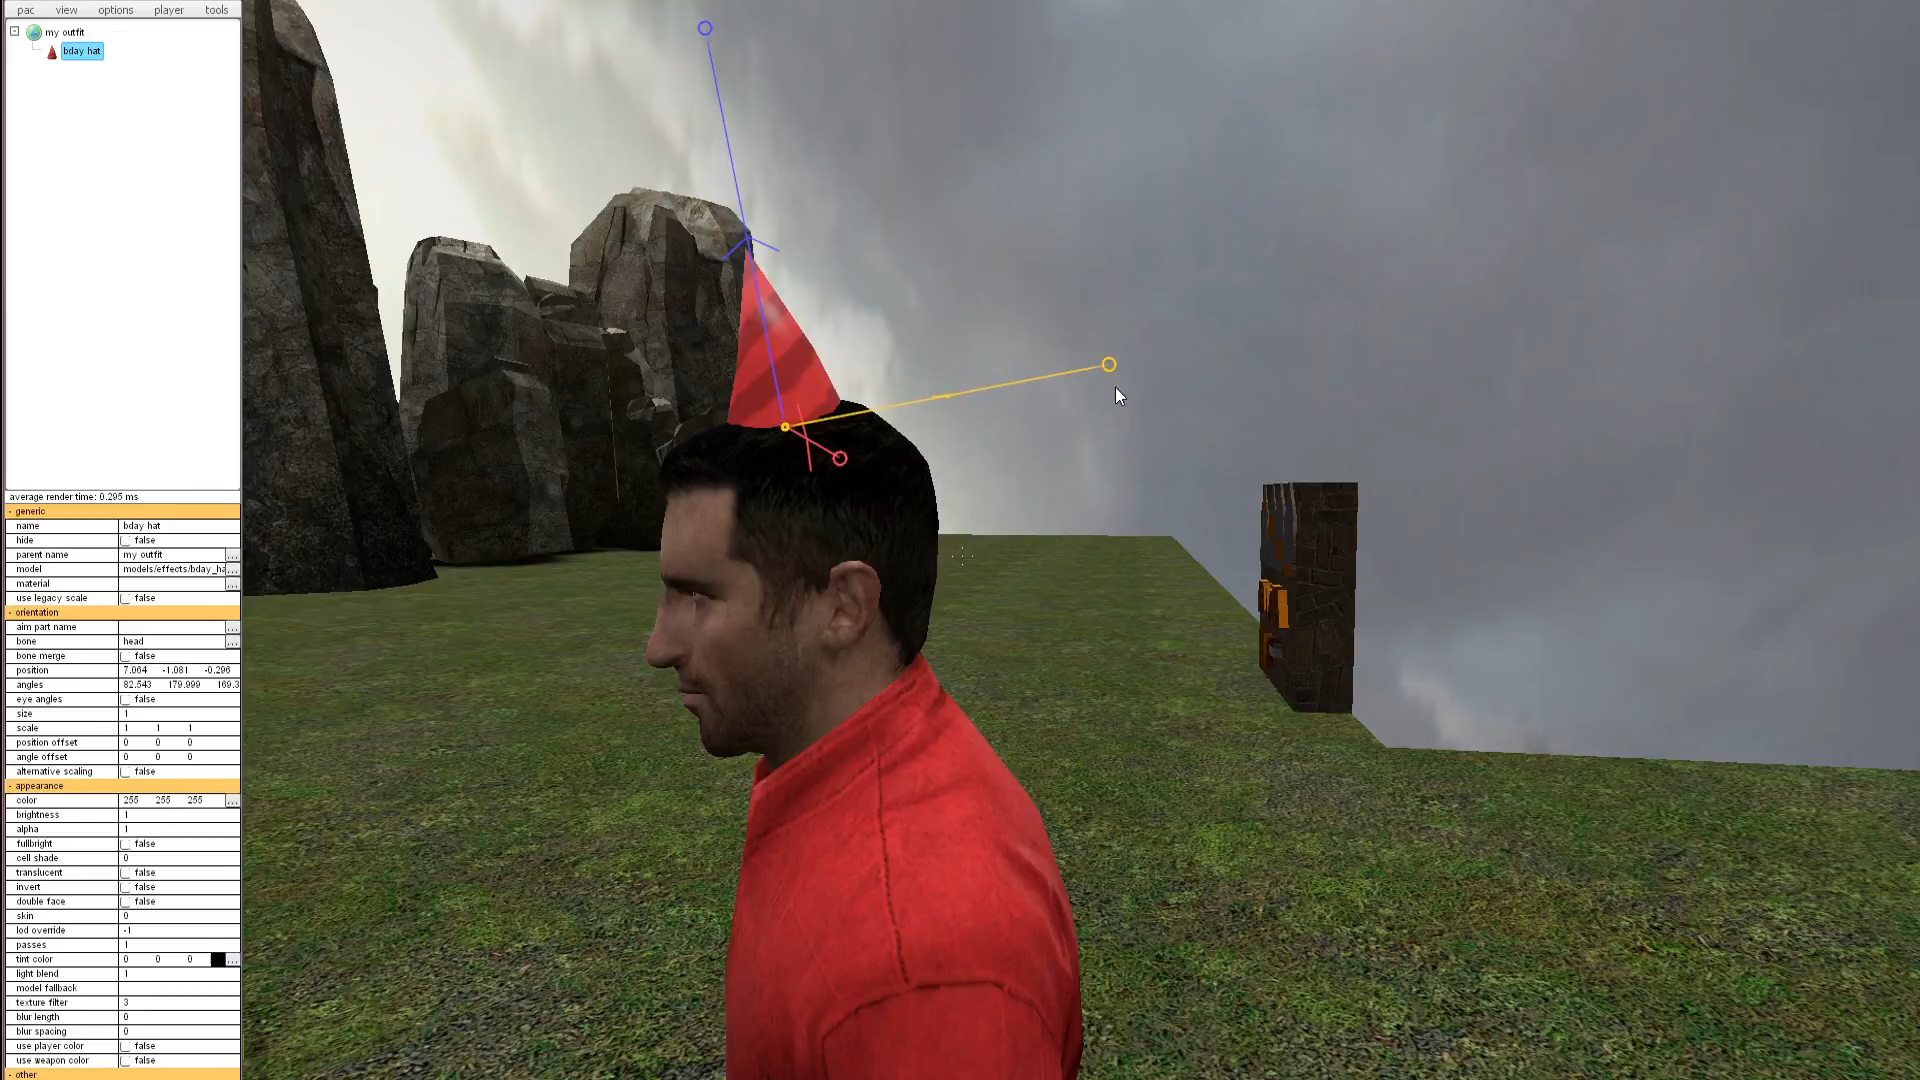 pac view options player tools
my outfit
bday hat
average render time: 0.295 ms
- generic
name bday hat
hide false
parent name my outfit ...
model models/effects/bday_ha ...
material ...
use legacy scale false
- orientation
aim part name ...
bone head ...
bone merge false
position 7.064 -1.081 -0.296
angles 82.543 179.999 169.3
eye angles false
size 1
scale 1 1 1
position offset 0 0 0
angle offset 0 0 0
alternative scaling false
- appearance
color 255 255 255 ...
brightness 1
alpha 1
fullbright false
cell shade 0
translucent false
invert false
double face false
skin 0
lod override -1
passes 1
tint color 0 0 0 ...
light blend 1
model fallback
texture filter 3
blur length 0
blur spacing 0
use player color false
use weapon color false
- other